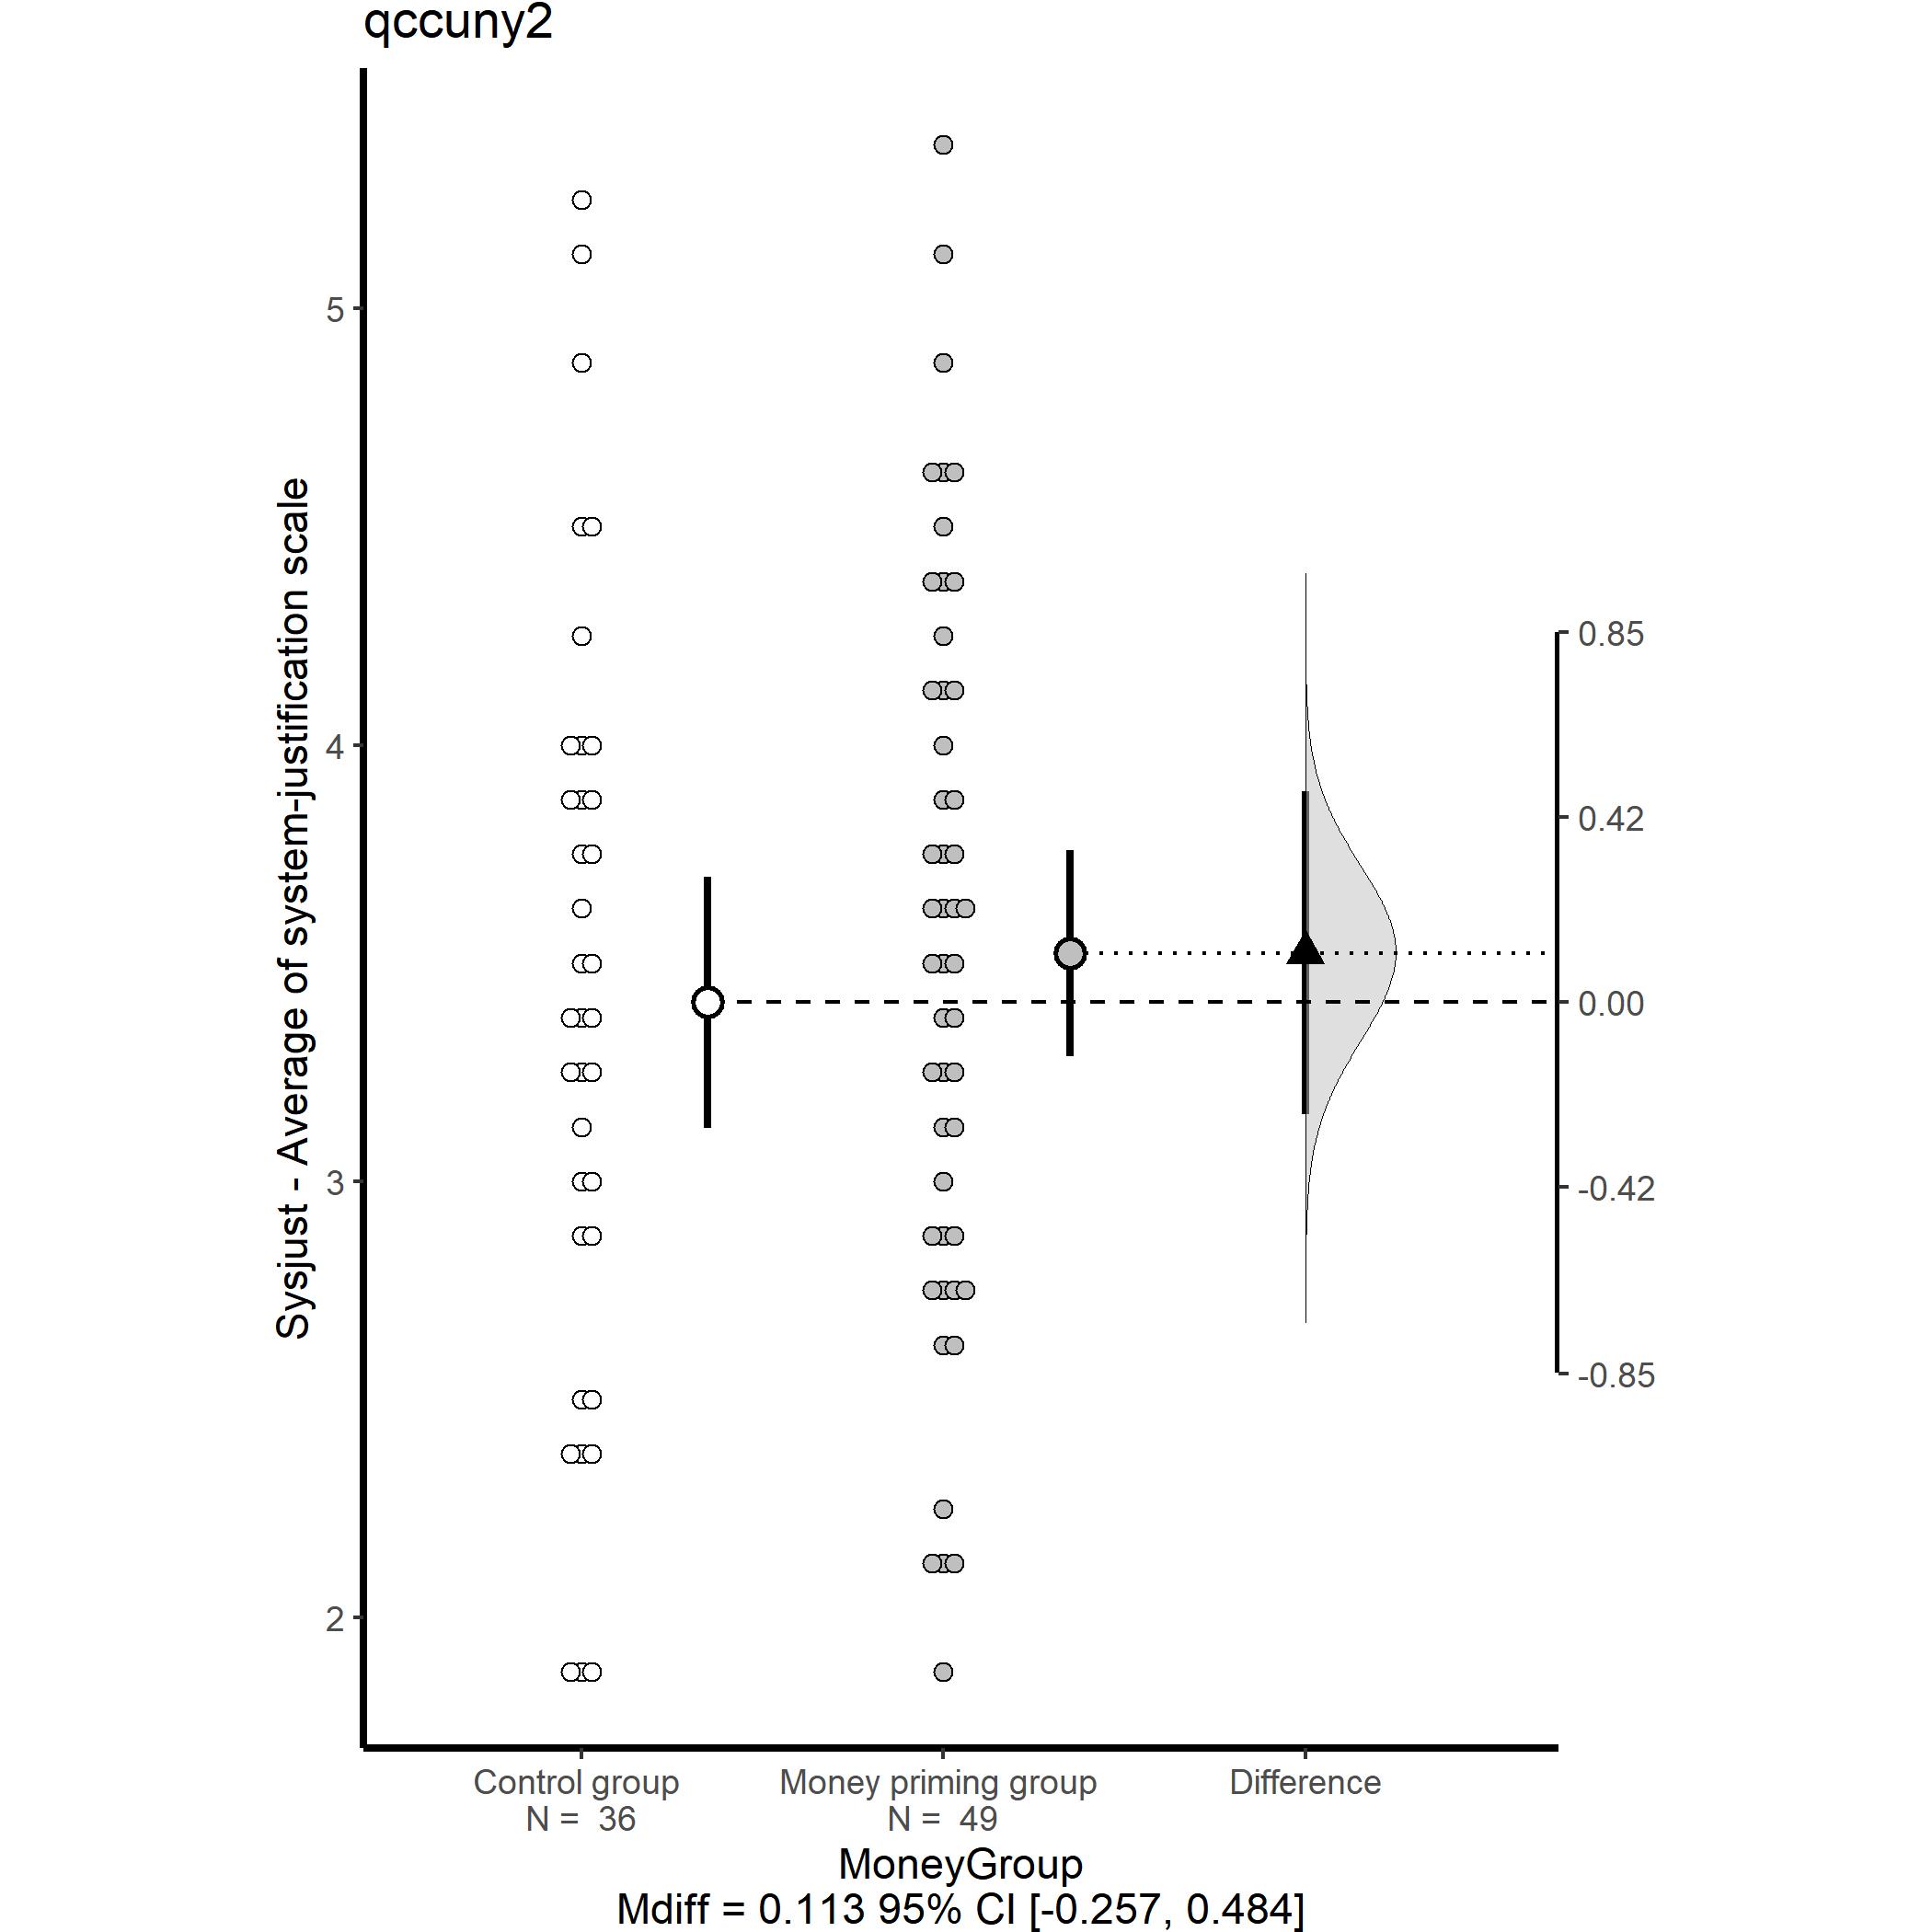 qccuny2
Sysjust - Average of system-justification scale
5
4
3
2
0.85
0.42
0.00
-0.42
-0.85
Control group
N =  36
Money priming group
N =  49
Difference
MoneyGroup
Mdiff = 0.113 95% CI [-0.257, 0.484]